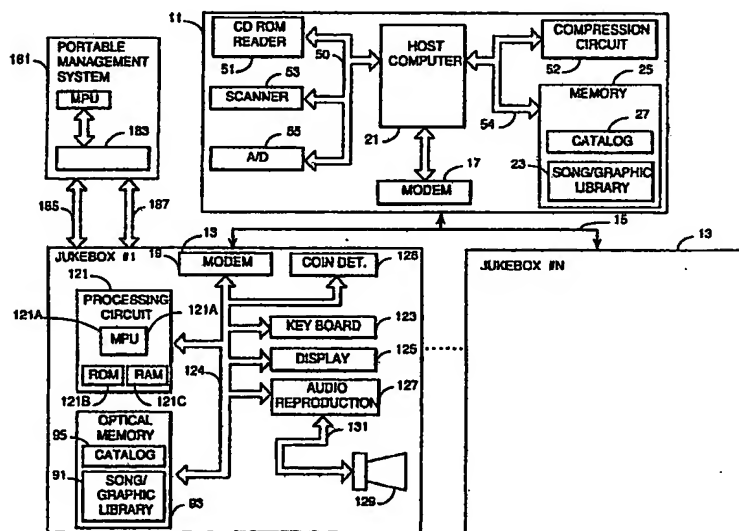 11
CD ROM
READER
51
50
53
SCANNER
55
A/D
HOST
COMPUTER
21
17
MODEM
COMPRESSION
CIRCUIT
52
25
MEMORY
54
27
CATALOG
23
SONG/GRAPHIC
LIBRARY
PORTABLE
MANAGEMENT
SYSTEM
MPU
183
185
187
15
13
JUKEBOX #1
19
13
MODEM
COIN DET.
126
121
PROCESSING
CIRCUIT
121A
121A
MPU
ROM
RAM
121B
121C
124
KEY BOARD
123
DISPLAY
125
AUDIO
REPRODUCTION
127
131
129
OPTICAL
MEMORY
95
CATALOG
91
SONG/
GRAPHIC
LIBRARY
93
JUKEBOX #N